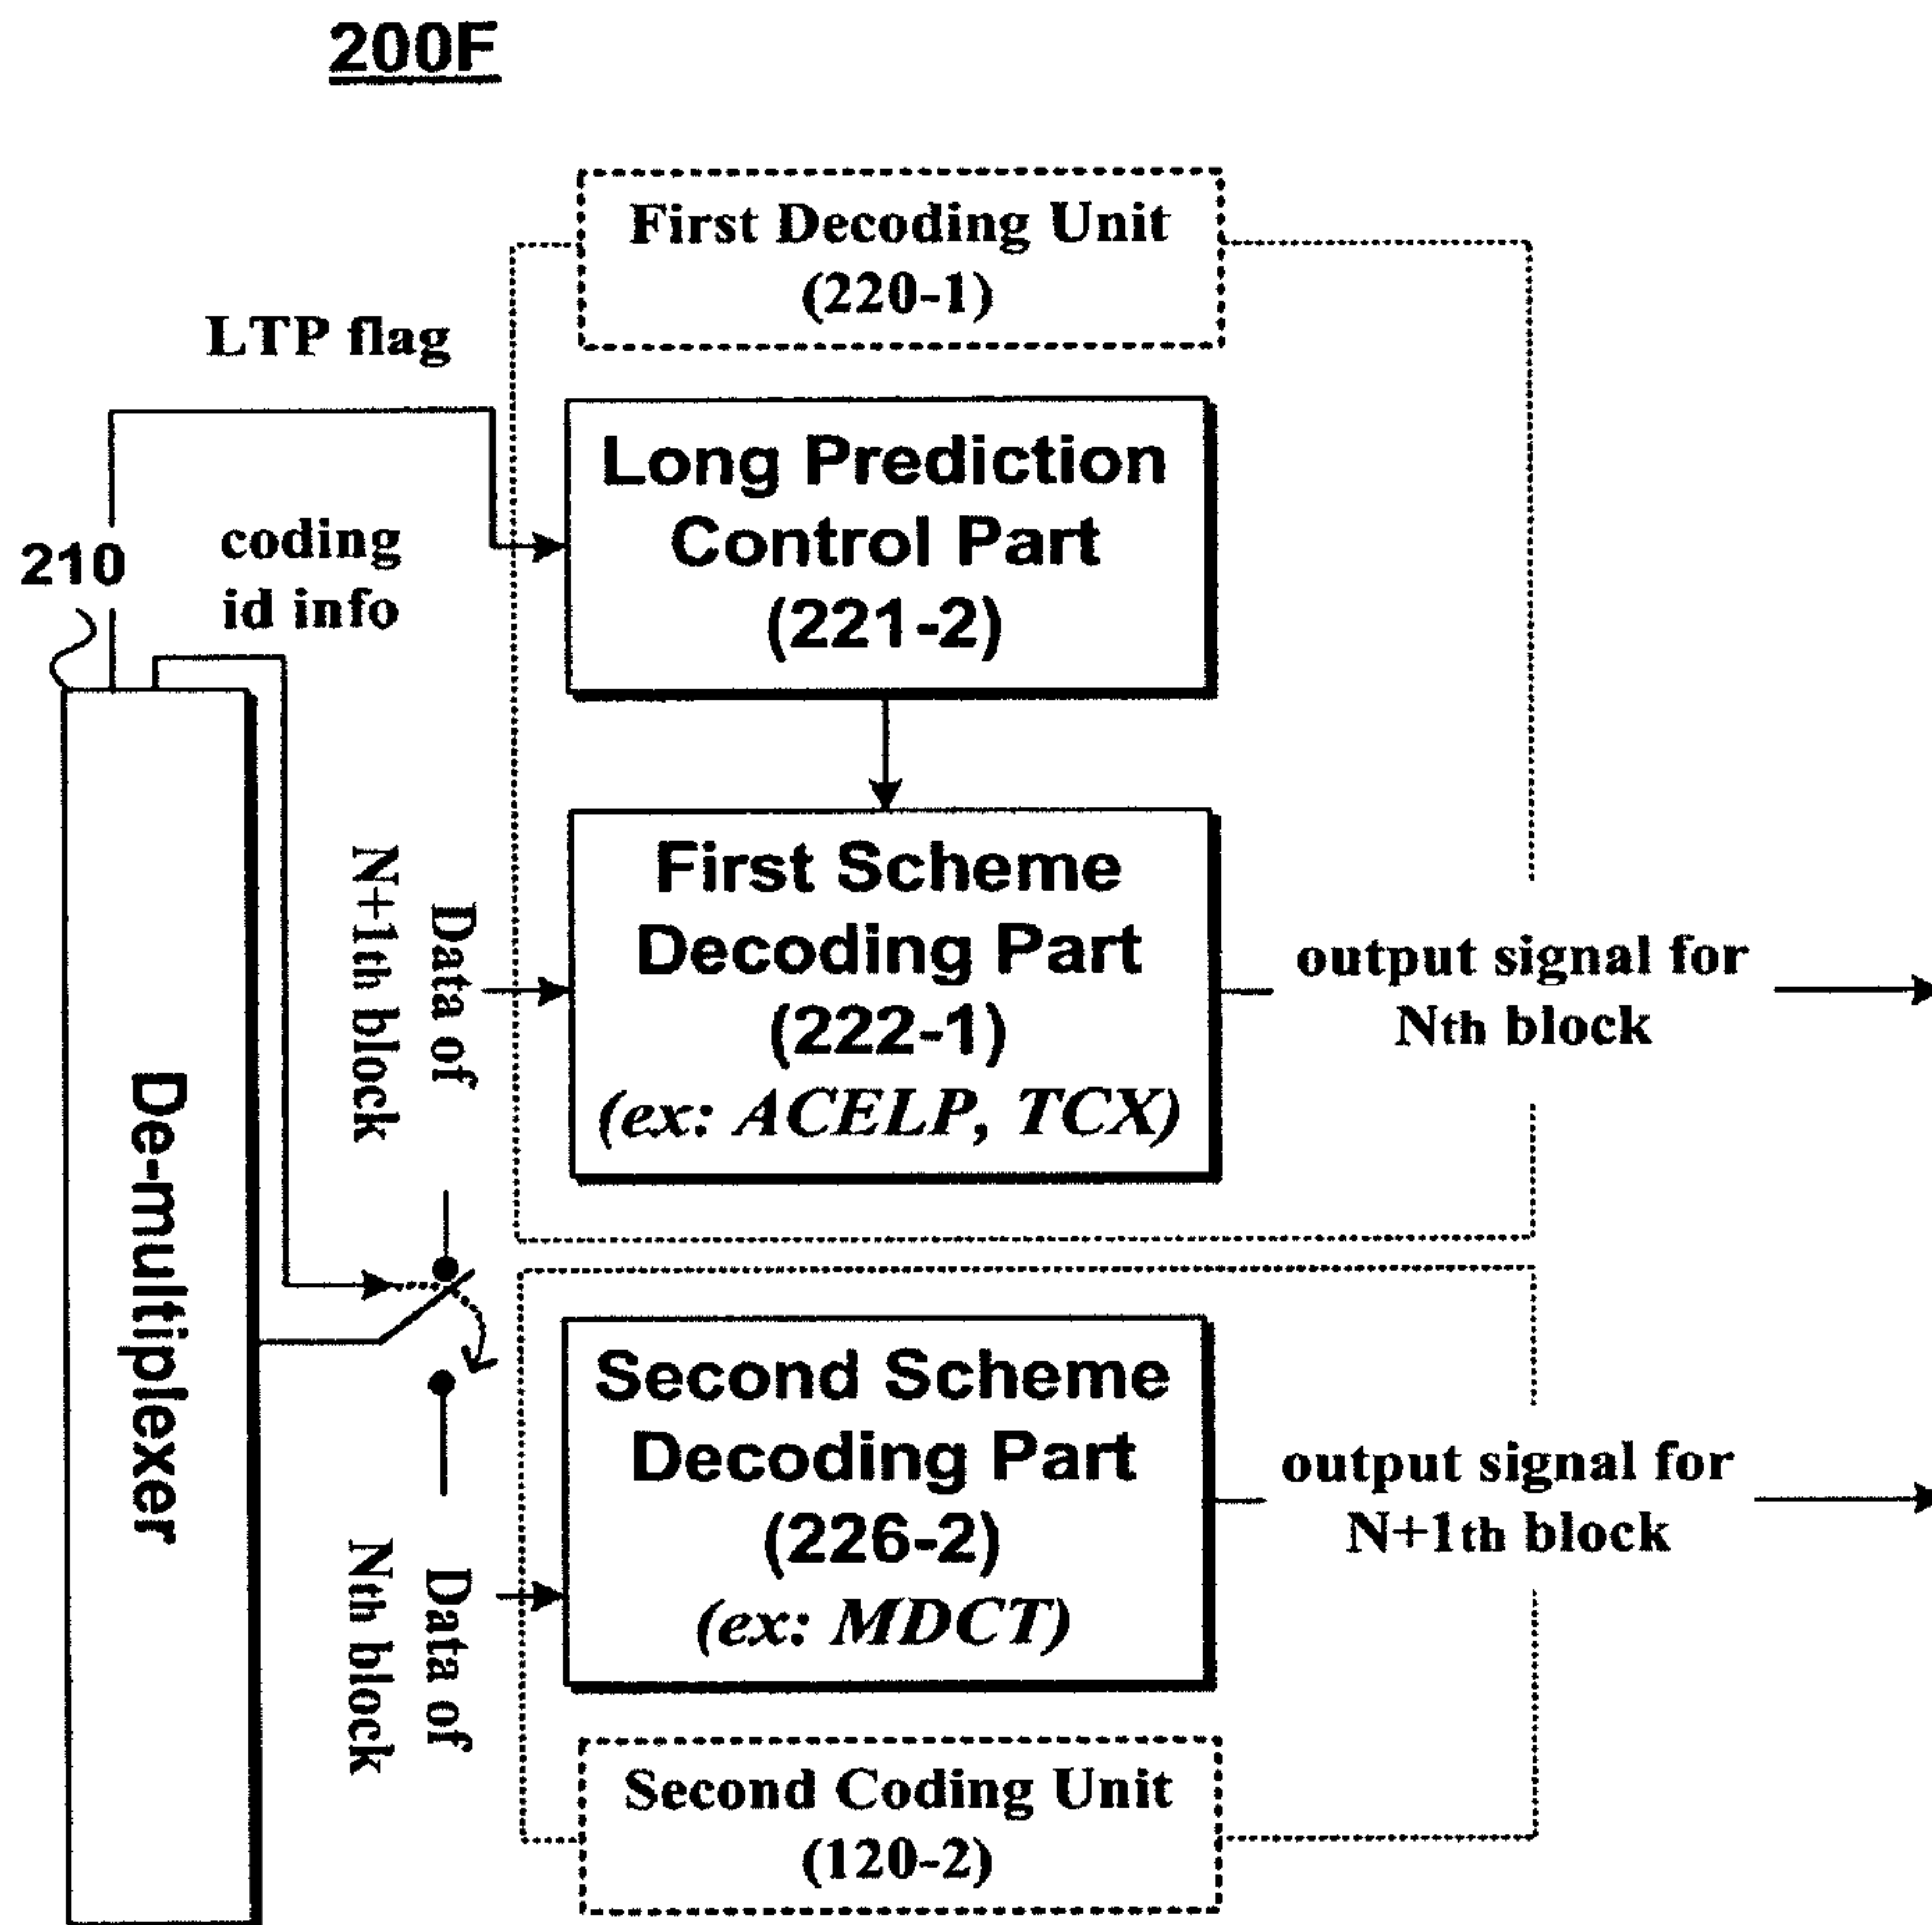 200F
First Decoding Unit
(220-1)
LTP flag
Long Prediction
Control Part
(221-2)
210
coding
id info
First Scheme
Decoding Part
(222-1)
(ex: ACELP, TCX)
Data of
N+1th block
output signal for
Nth block
De-multiplexer
Second Scheme
Decoding Part
(226-2)
(ex: MDCT)
Data of
Nth block
output signal for
N+1th block
Second Coding Unit
(120-2)